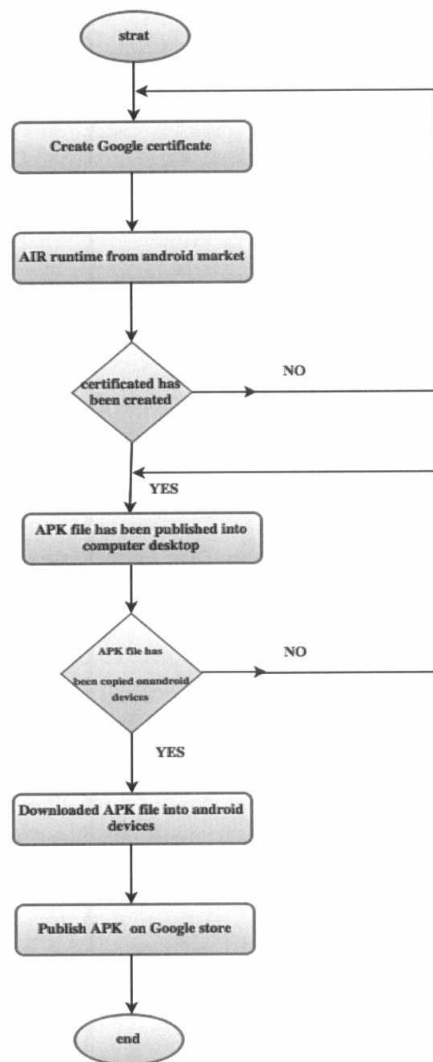 strat
Create Google certificate
AIR runtime from android market
certificated has
been created
NO
YES
APK file has been published into
computer desktop
APK file has
been copied onandroid
devices
NO
YES
Downloaded APK file into android
devices
Publish APK on Google store
end